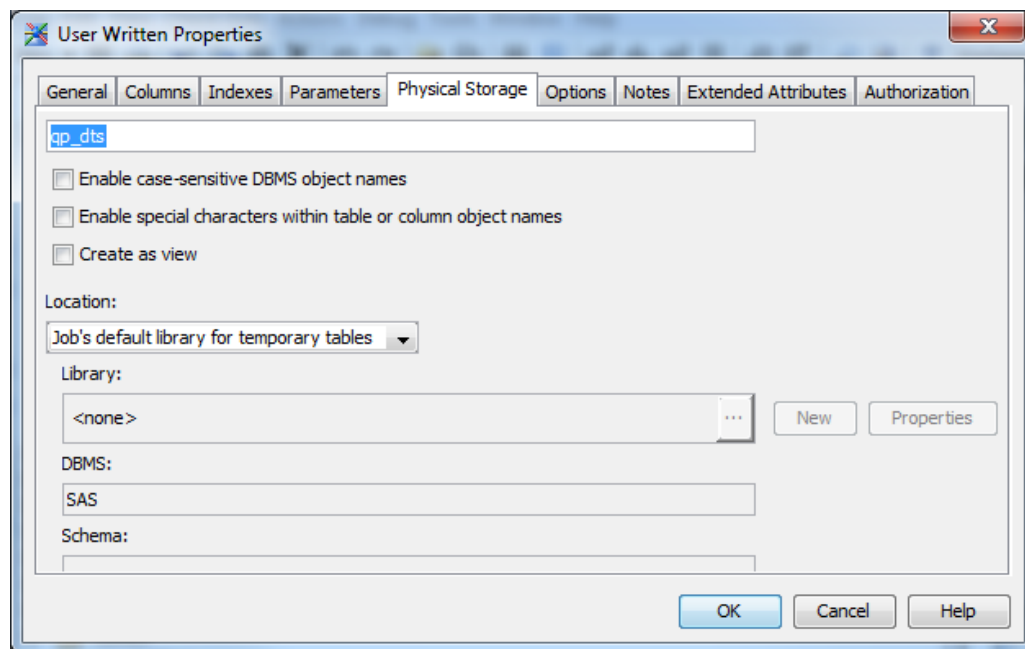 User Written Properties
General Columns Indexes Parameters Physical Storage Options Notes Extended Attributes Authorization
qp_dts
Enable case-sensitive DBMS object names
Enable special characters within table or column object names
Create as view
Location:
Job's default library for temporary tables
Library:
<none> ... New Properties
DBMS:
SAS
Schema:
OK Cancel Help